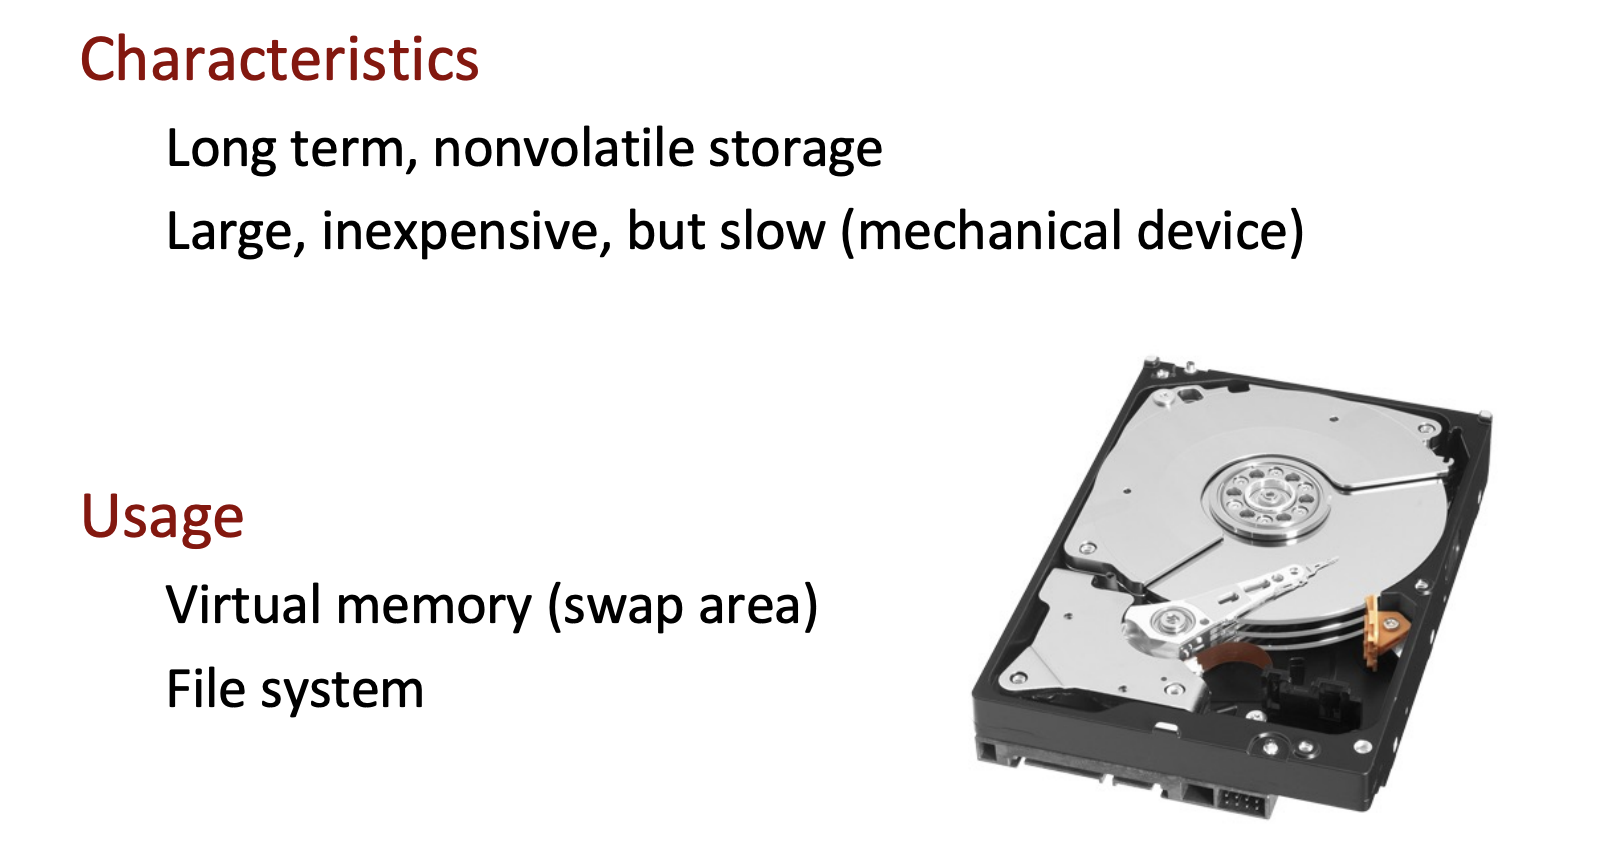 Characteristics
Long term, nonvolatile storage
Large, inexpensive, but slow (mechanical device)
Usage
Virtual memory (swap area)
File system